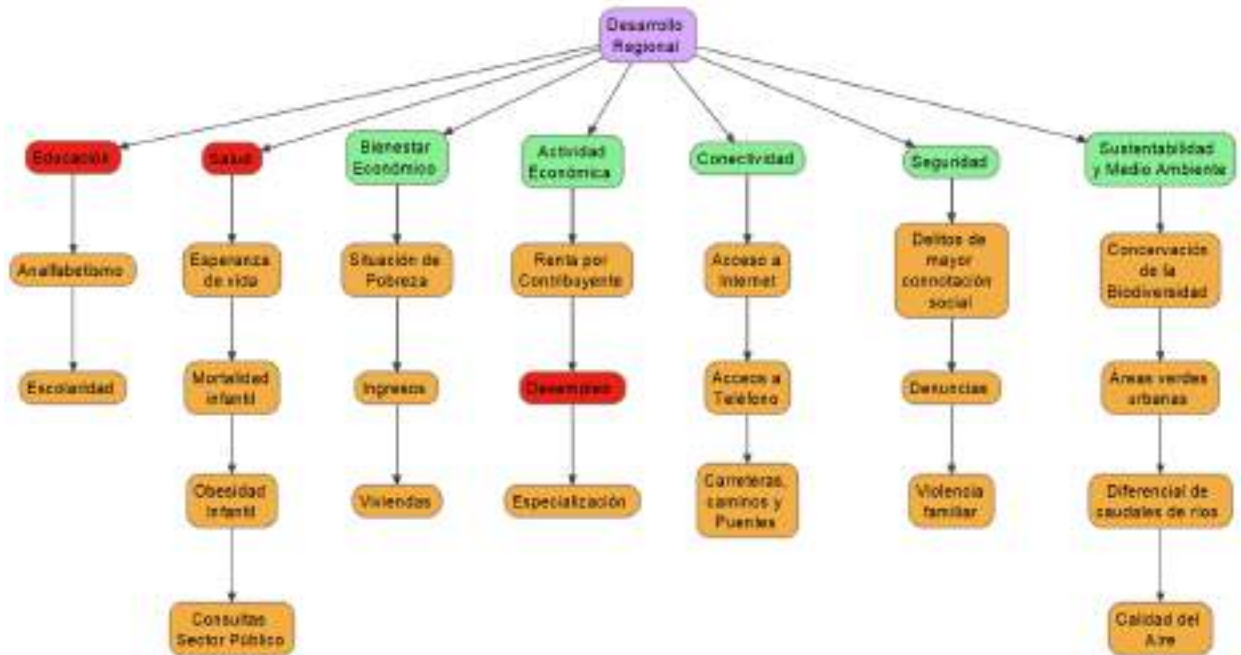 Desarrollo
Regional
Educación
Salud
Bienestar
Económico
Actividad
Económica
Conectividad
Seguridad
Sustentabilidad
y Medio Ambiente
Analfabetismo
Esperanza
de vida
Situación de
Pobreza
Renta por
Contribuyente
Acceso a
Internet
Delitos de
mayor
connotación
social
Concervación
de la
Biodiversidad
Escolaridad
Mortalidad
infantil
Ingresos
Desempleo
Acceos a
Teléfono
Denuncias
Áreas verdes
urbanas
Obesidad
Infantil
Viviendas
Especialización
Carreteras,
caminos y
Puentes
Violencia
familiar
Diferencial de
caudales de rios
Consultas
Sector Público
Calidad del
Aire